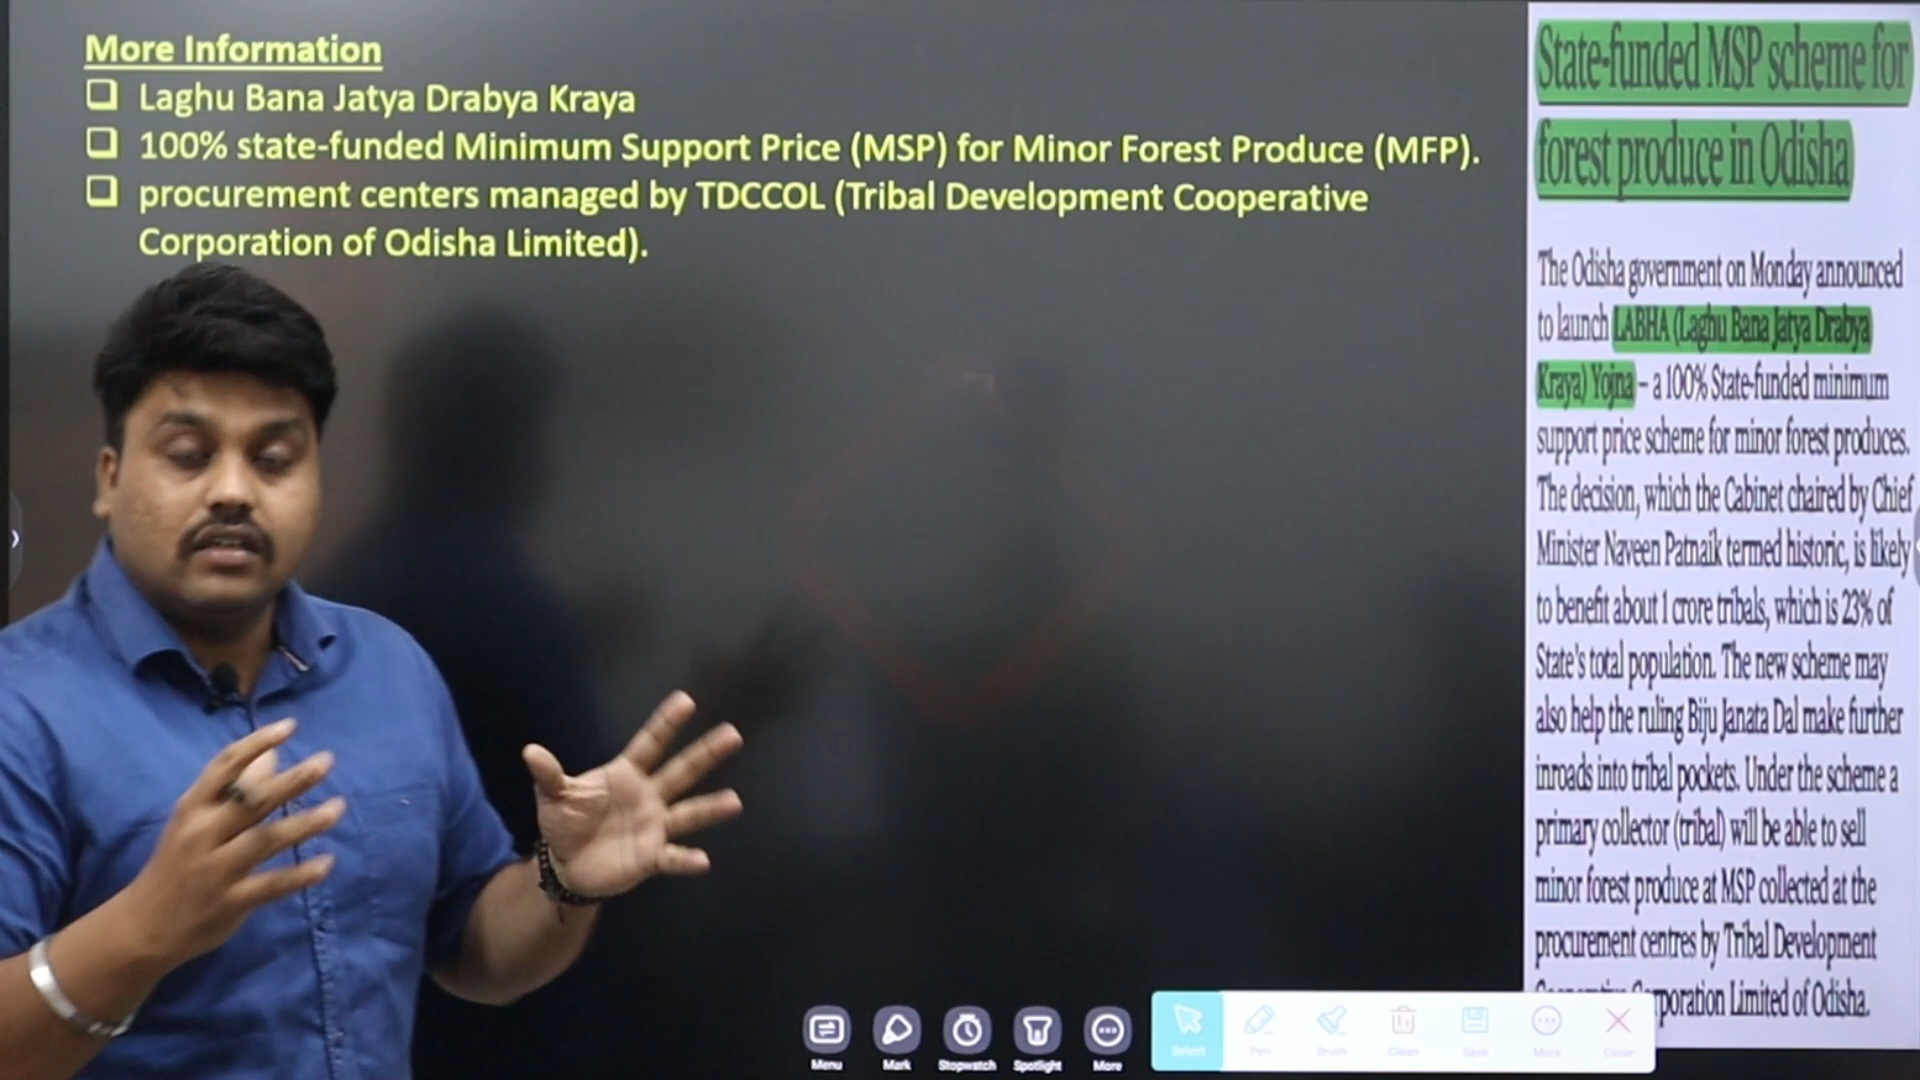 More Information
❑ Laghu Bana Jatya Drabya Kraya
❑ 100% state-funded Minimum Support Price (MSP) for Minor Forest Produce (MFP).
❑ procurement centers managed by TDCCOL (Tribal Development Cooperative
Corporation of Odisha Limited).
State-funded MSP scheme for
forest produce in Odisha
The Odisha government on Monday announced
to launch LABHA (Laghu Bana Jatya Drabya
Kraya) Yojna – a 100% State-funded minimum
support price scheme for minor forest produces.
The decision, which the Cabinet chaired by Chief
Minister Naveen Patnaik termed historic, is likely
to benefit about 1 crore tribals, which is 23% of
State's total population. The new scheme may
also help the ruling Biju Janata Dal make further
inroads into tribal pockets. Under the scheme a
primary collector (tribal) will be able to sell
minor forest produce at MSP collected at the
procurement centres by Tribal Development
Limited of Odisha.
Menu Mark Stopwatch Spotlight More
Select Pen Brush Clean Save More Close